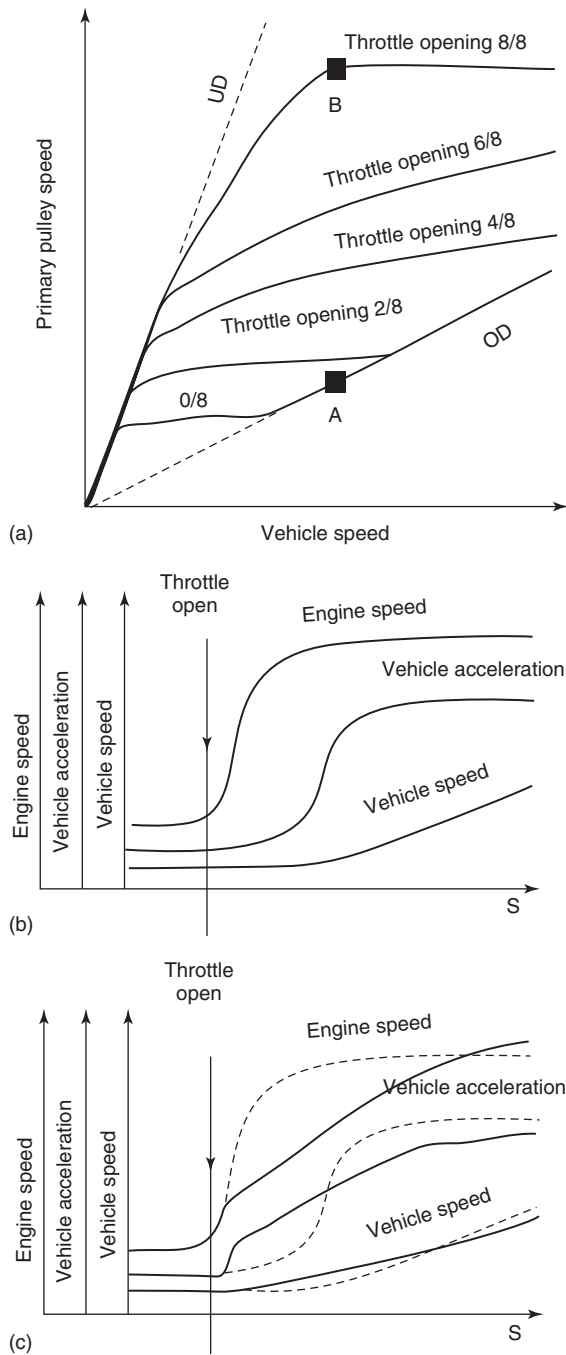 Throttle opening 8/8
UD
B
Throttle opening 6/8
Throttle opening 4/8
Throttle opening 2/8
OD
0/8
A
Primary pulley speed
Vehicle speed
(a)
Throttle
open
Engine speed
Vehicle acceleration
Vehicle speed
Engine speed
Vehicle acceleration
Vehicle speed
S
(b)
Throttle
open
Engine speed
Vehicle acceleration
Vehicle speed
Engine speed
Vehicle acceleration
Vehicle speed
S
(c)